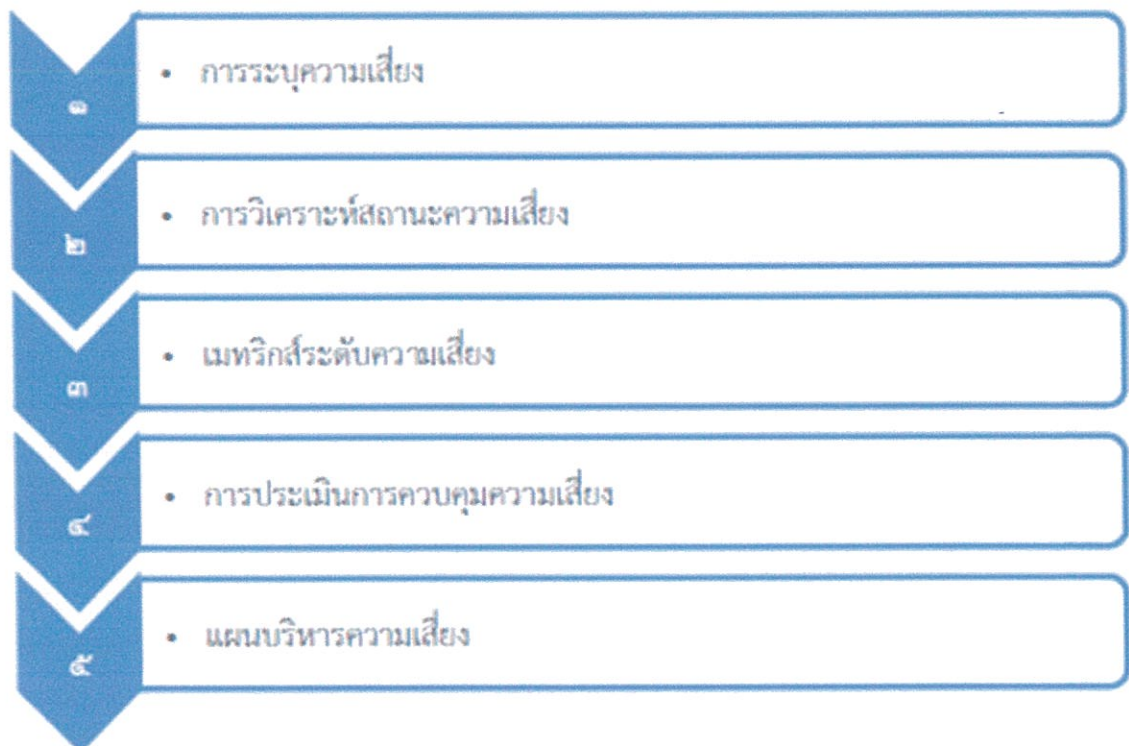 ๑
• การระบุความเสี่ยง
๒
• การวิเคราะห์สถานะความเสี่ยง
๓
• เมทริกส์ระดับความเสี่ยง
๔
• การประเมินการควบคุมความเสี่ยง
๕
• แผนบริหารความเสี่ยง